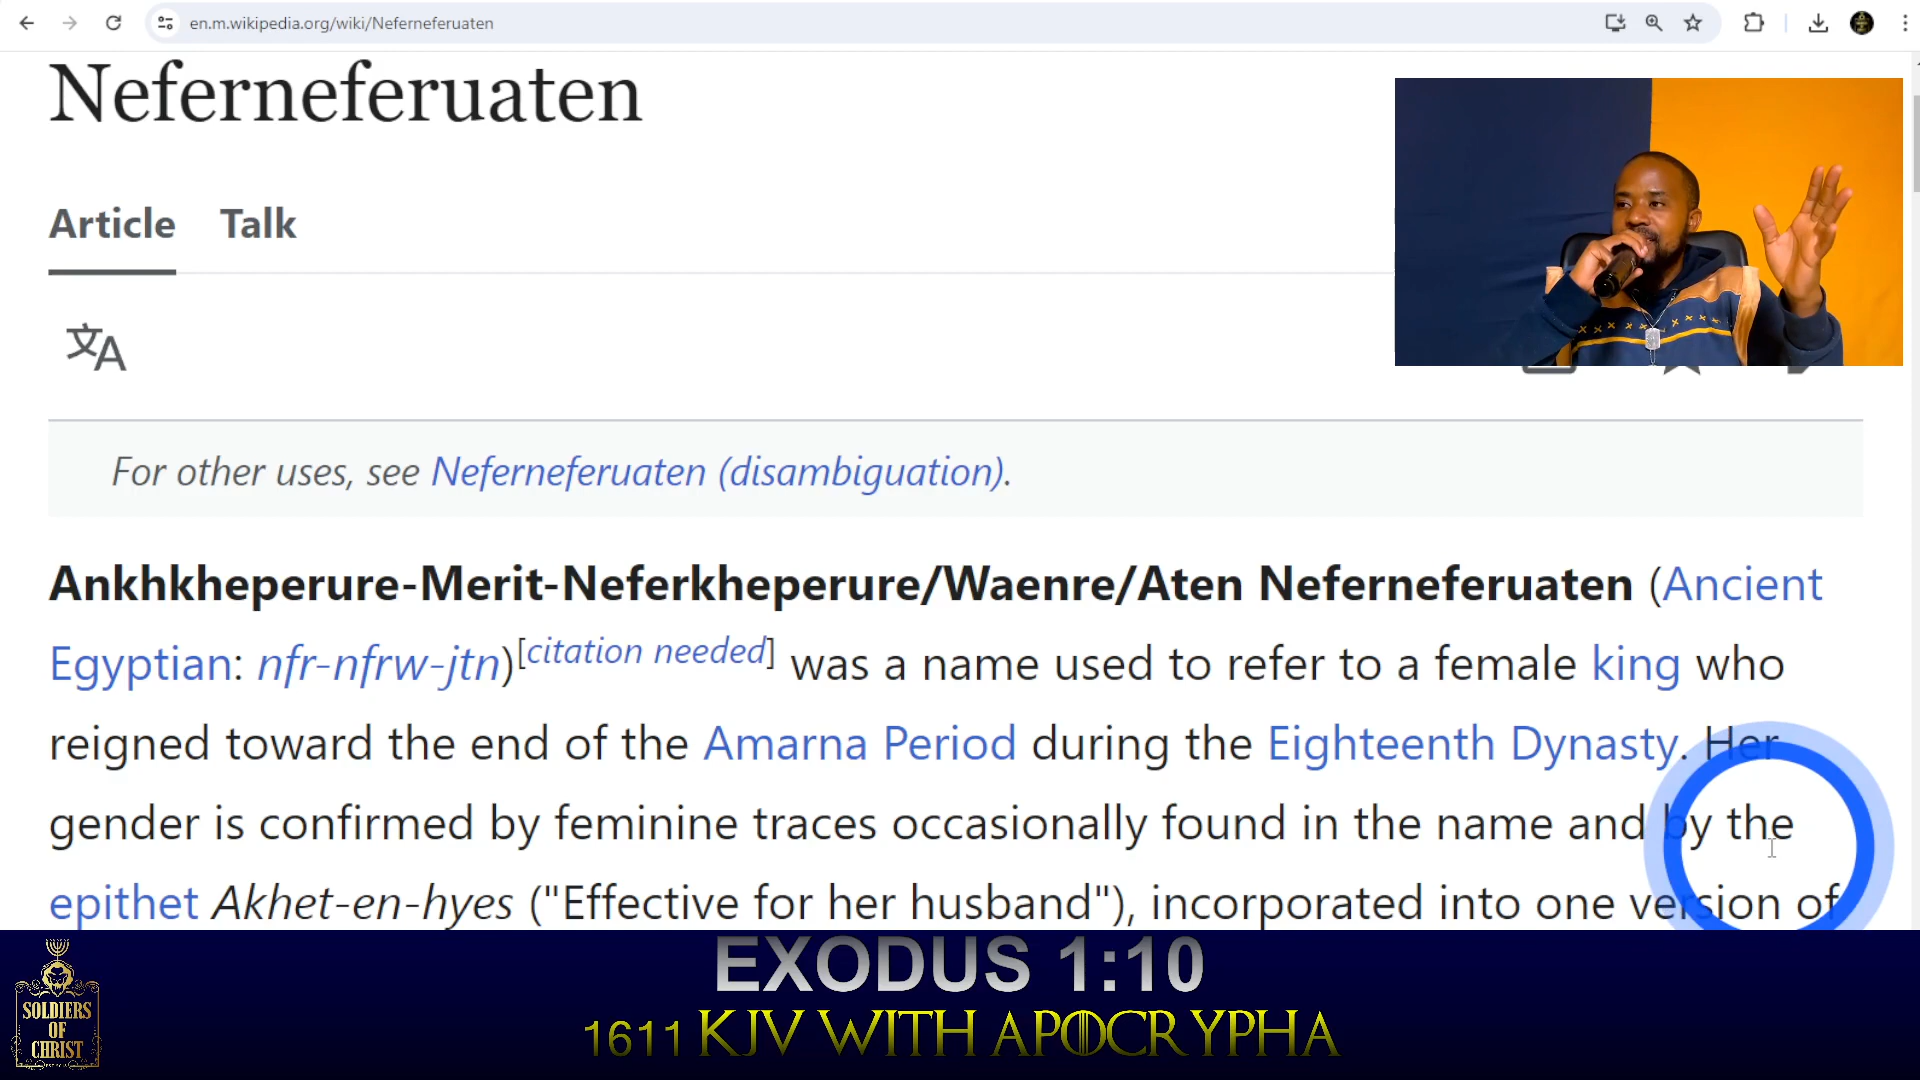 en.m.wikipedia.org/wiki/Neferneferuaten
Neferneferuaten
Article Talk
文A
For other uses, see Neferneferuaten (disambiguation).
Ankhkheperure-Merit-Neferkheperure/Waenre/Aten Neferneferuaten (Ancient
Egyptian: nfr-nfrw-jtn)[citation needed] was a name used to refer to a female king who
reigned toward the end of the Amarna Period during the Eighteenth Dynasty. Her
gender is confirmed by feminine traces occasionally found in the name and by the
epithet Akhet-en-hyes ("Effective for her husband"), incorporated into one version of
EXODUS 1:10
1611 KJV WITH APOCRYPHA
SOLDIERS
OF
CHRIST